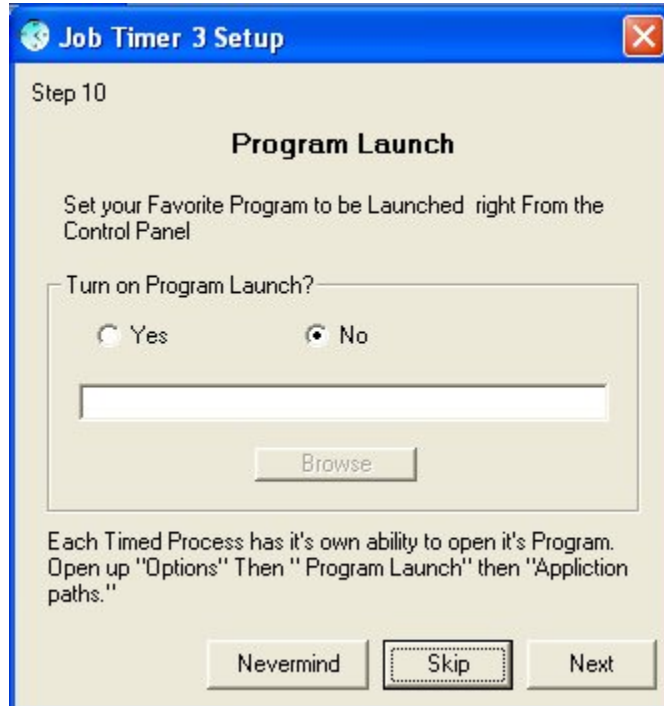 Job Timer 3 Setup
Step 10
Program Launch
Set your Favorite Program to be Launched  right From the
Control Panel
Turn on Program Launch?
Yes No
Browse
Each Timed Process has it's own ability to open it's Program.
Open up "Options" Then " Program Launch" then "Appliction
paths."
Nevermind Skip Next